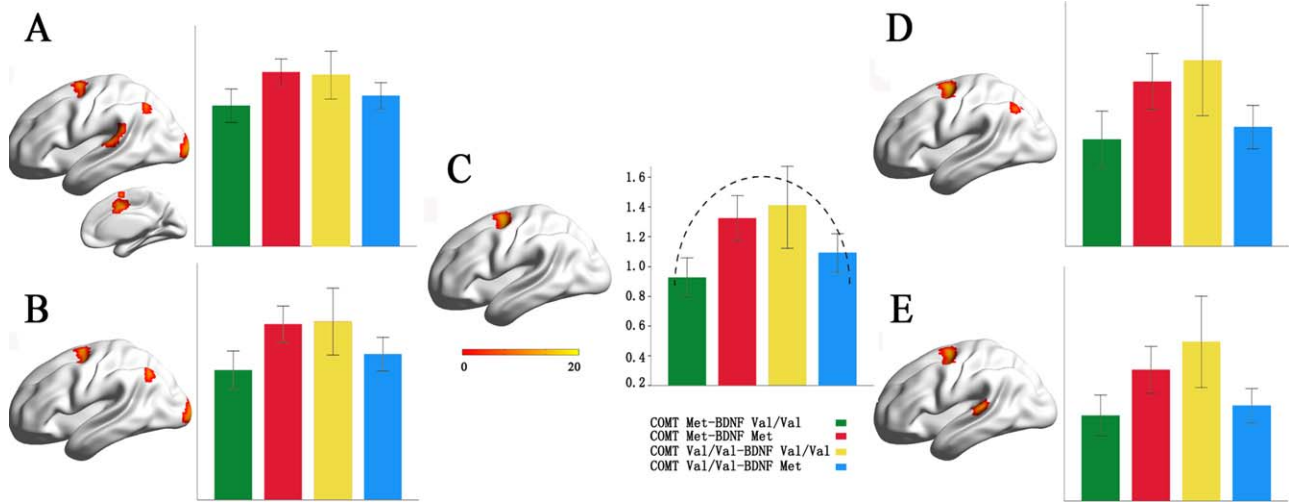 A
B
C
0 20
1.6
1.4
1.2
1.0
0.8
0.6
0.4
0.2
COMT Met-BDNF Val/Val
COMT Met-BDNF Met
COMT Val/Val-BDNF Val/Val
COMT Val/Val-BDNF Met
D
E